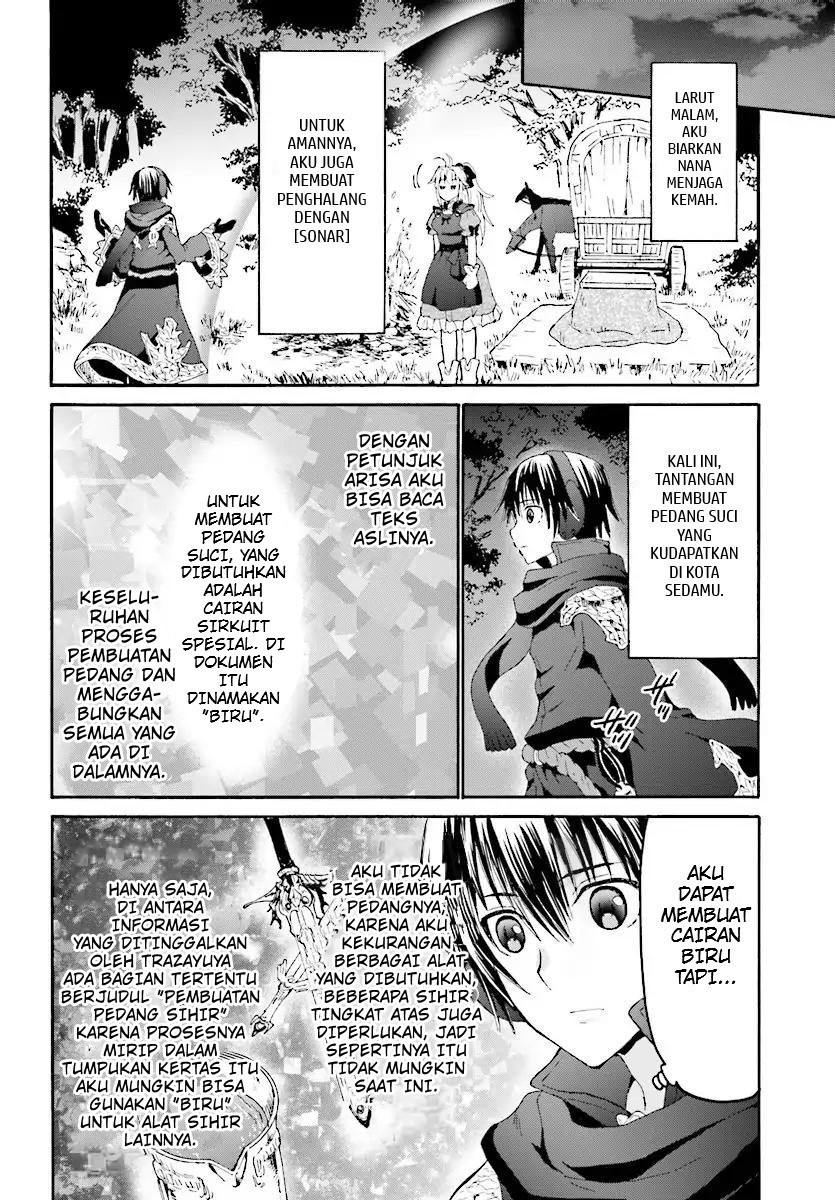 LARUT
MALAM,
AKU
BIARKAN
NANA
MENJAGA
KEMAH.
UNTUK
AMANNYA,
AKU JUGA
MEMBUAT
PENGHALANG
DENGAN
[SONAR]
KALI INI,
TANTANGAN
MEMBUAT
PEDANG SUCI
YANG
KUDAPATKAN
DI KOTA
SEDAMU.
ザッ
ザッ
DENGAN
PETUNJUK
ARISA AKU
BISA BACA
TEKS
ASLINYA.
UNTUK
MEMBUAT
PEDANG
SUCI, YANG
DIBUTUHKAN
ADALAH
CAIRAN
SIRKUIT
SPESIAL. DI
DOKUMEN
ITU
DINAMAKAN
"BIRU".
KESELU-
RUHAN
PROSES
PEMBUATAN
PEDANG DAN
MENGGA-
BUNGKAN
SEMUA YANG
ADA DI
DALAMNYA.
AKU
DAPAT
MEMBUAT
CAIRAN
BIRU
TAPI...
AKU TIDAK
BISA MEMBUAT
PEDANGNYA,
KARENA AKU
KEKURANGAN
BERBAGAI ALAT
YANG DIBUTUHKAN,
BEBERAPA SIHIR
TINGKAT ATAS JUGA
DIPERLUKAN, JADI
SEPERTINYA ITU
TIDAK MUNGKIN
SAAT INI.
HANYA SAJA,
DI ANTARA
INFORMASI
YANG DITINGGALKAN
OLEH TRAZAYUYA
ADA BAGIAN TERTENTU
BERJUDUL "PEMBUATAN
PEDANG SIHIR"
KARENA PROSESNYA
MIRIP DALAM
TUMPUKAN KERTAS ITU
AKU MUNGKIN BISA
GUNAKAN "BIRU"
UNTUK ALAT SIHIR
LAINNYA.